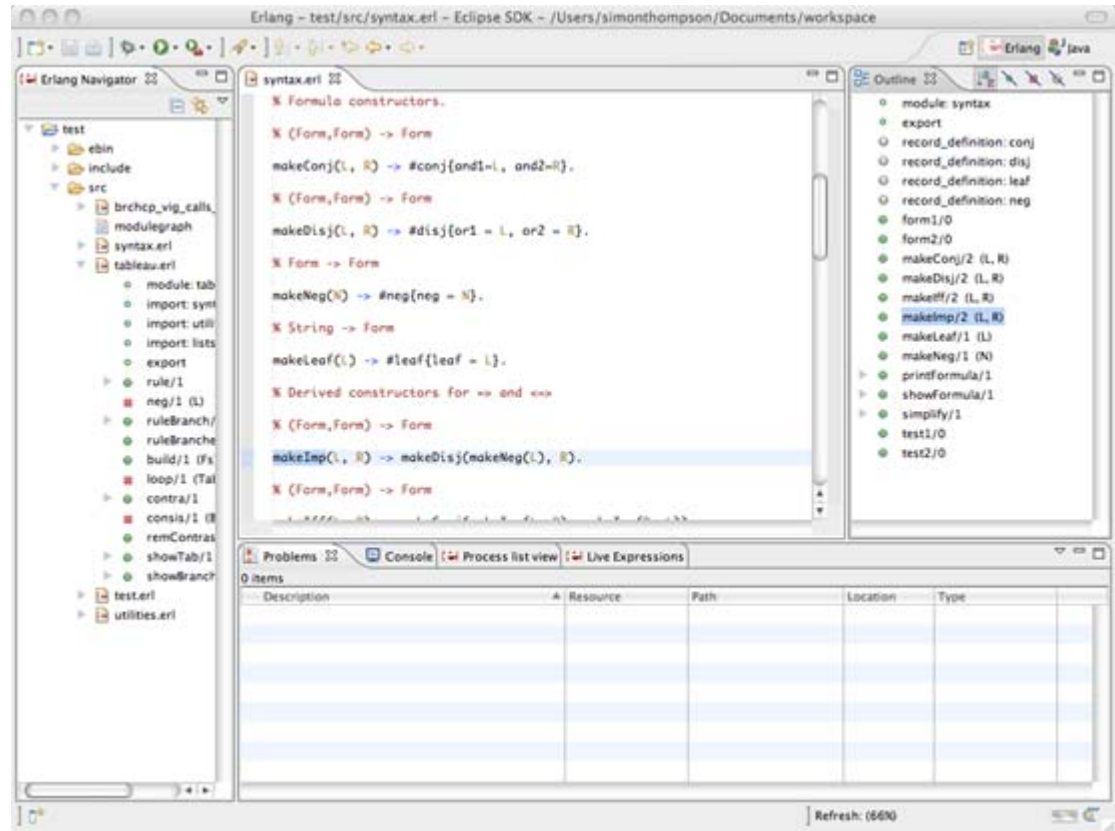 Erlang – test/src/syntax.erl – Eclipse SDK – /Users/simonthompson/Documents/workspace
Erlang
Java
Erlang Navigator
test
ebin
include
src
brchcp_vig_calls_
modulegraph
syntax.erl
tableau.erl
module: tab
import: synt
import: utili
import: lists
export
rule/1
neg/1 (L)
ruleBranch/
ruleBranche
build/1 (Fs
loop/1 (Tal
contra/1
consis/1 (B
remContras
showTab/1
showBranch
test.erl
utilities.erl
syntax.erl
% Formula constructors.
% (Form,Form) -> Form
makeConj(L, R) -> #conj{and1=L, and2=R}.
% (Form,Form) -> Form
makeDisj(L, R) -> #disj{or1 = L, or2 = R}.
% Form -> Form
makeNeg(N) -> #neg{neg = N}.
% String -> Form
makeLeaf(L) -> #leaf{leaf = L}.
% Derived constructors for => and <=>
% (Form,Form) -> Form
makeImp(L, R) -> makeDisj(makeNeg(L), R).
% (Form,Form) -> Form
Outline
module: syntax
export
record_definition: conj
record_definition: disj
record_definition: leaf
record_definition: neg
form1/0
form2/0
makeConj/2 (L, R)
makeDisj/2 (L, R)
makeIff/2 (L, R)
makeImp/2 (L, R)
makeLeaf/1 (L)
makeNeg/1 (N)
printFormula/1
showFormula/1
simplify/1
test1/0
test2/0
Problems
Console
Process list view
Live Expressions
0 items
Description
Resource
Path
Location
Type
Refresh: (66%)